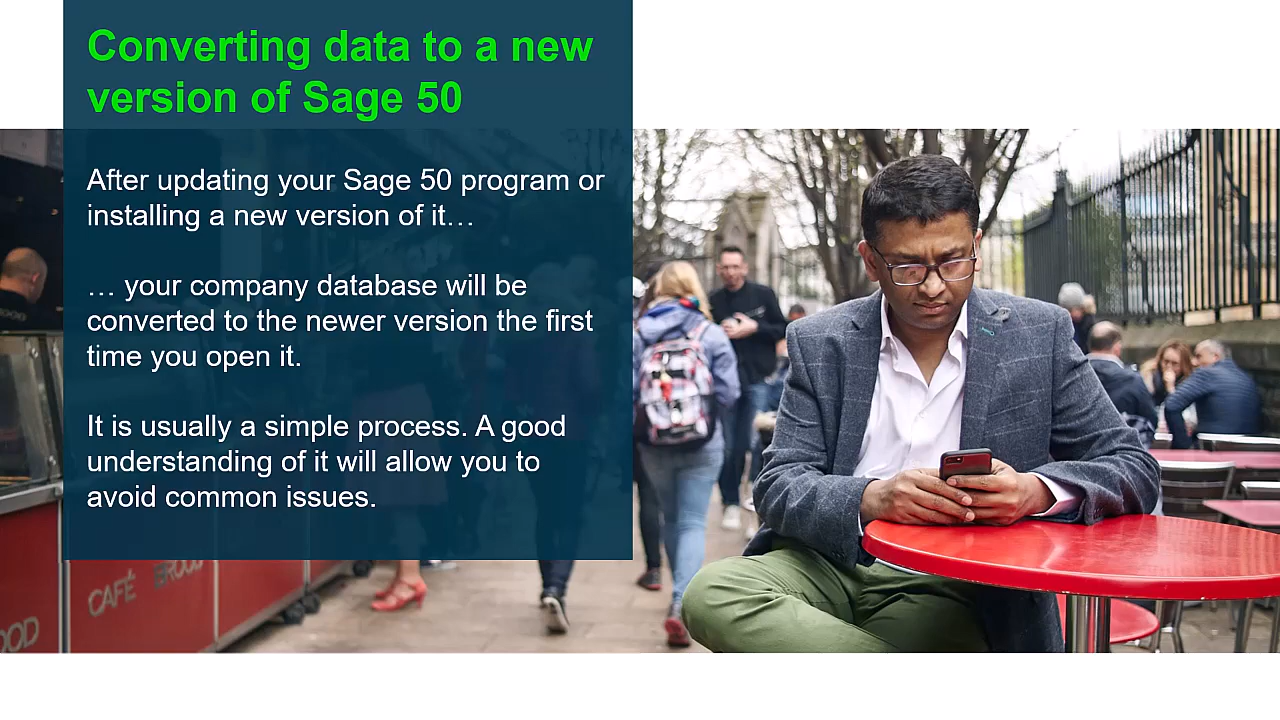 Converting data to a new
version of Sage 50
After updating your Sage 50 program or
installing a new version of it…
… your company database will be
converted to the newer version the first
time you open it.
It is usually a simple process. A good
understanding of it will allow you to
avoid common issues.
CAFÉ BROOD
OOD